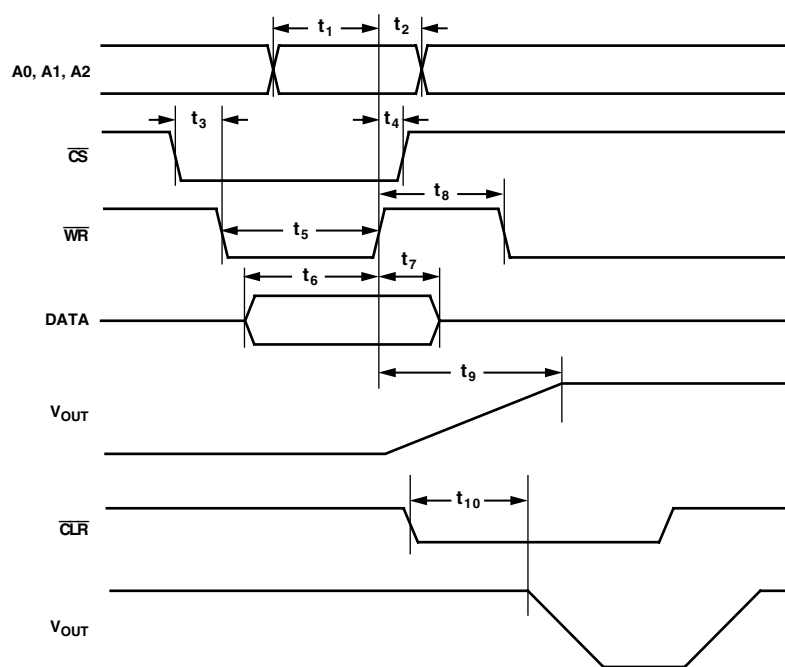 t1
t2
A0, A1, A2
t3
t4
CS
t8
WR
t5
t6
t7
DATA
t9
VOUT
t10
CLR
VOUT